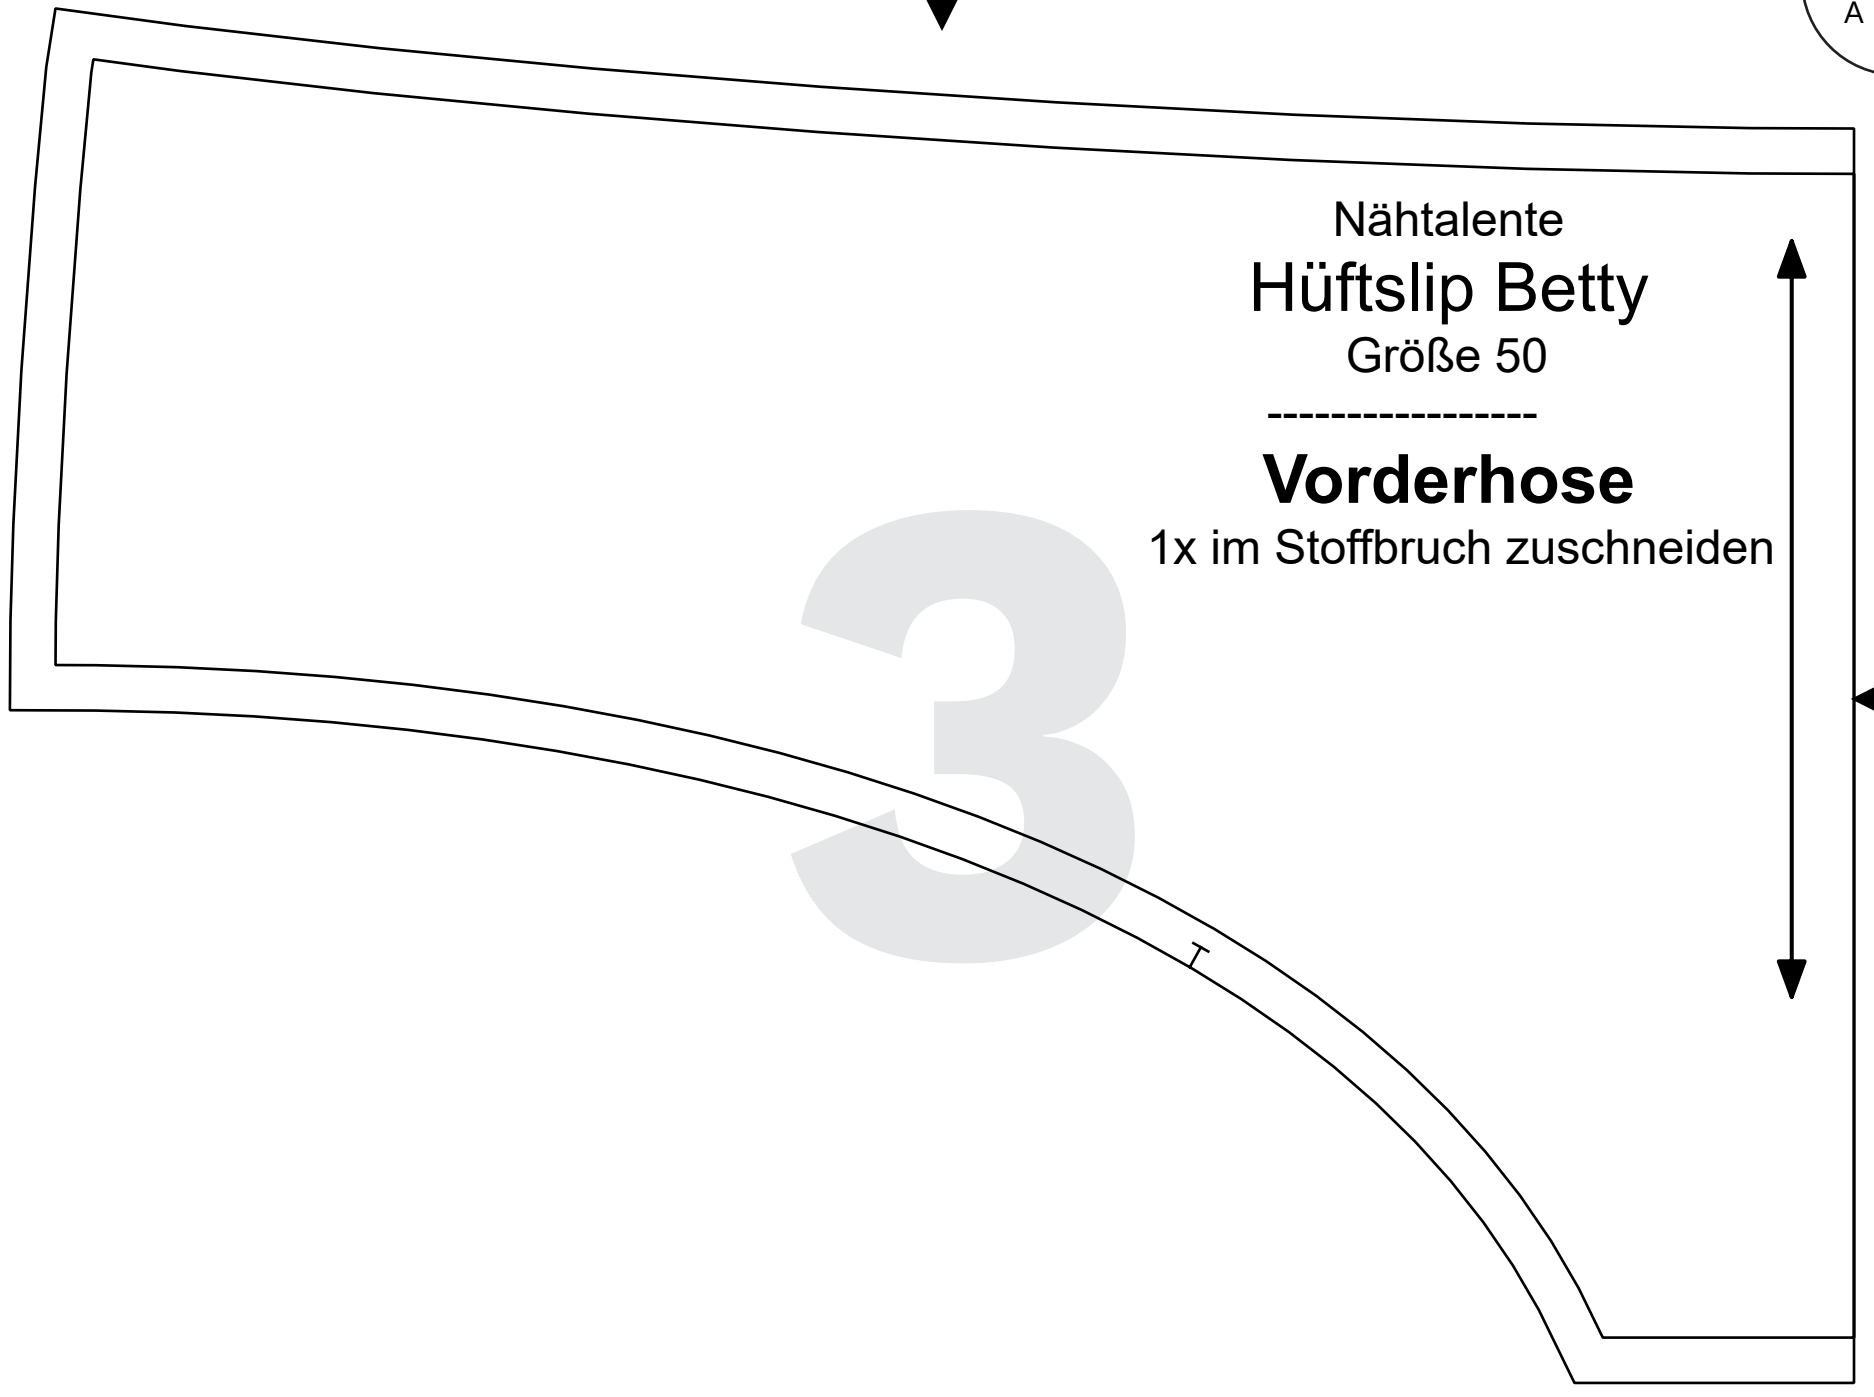 A
Nähtalente
Hüftslip Betty
Größe 50
-----------------
Vorderhose
1x im Stoffbruch zuschneiden
3